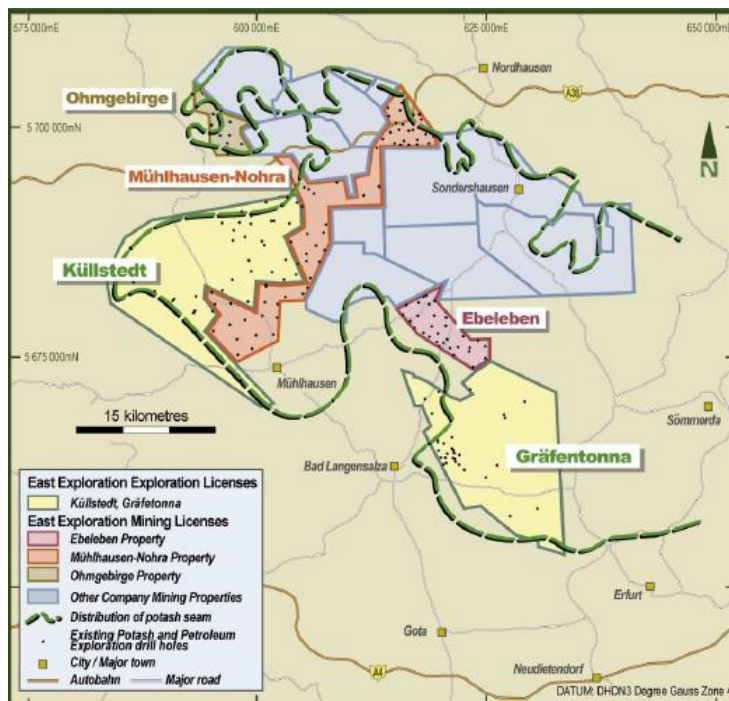 575 000mE
600 000mE
625 000mE
650 000mE
Nordhausen
A38
Ohmgebirge
5 700 000mN
N
Mühlhausen-Nohra
Sondershausen
Küllstedt
Ebeleben
5 675 000mN
Mühlhausen
15 kilometres
Sömmerda
Gräfentonna
Bad Langensalza
East Exploration Exploration Licenses
Küllstedt, Gräfetonna
East Exploration Mining Licenses
Ebeleben Property
Mühlhausen-Nohra Property
Ohmgebirge Property
Other Company Mining Properties
Distribution of potash seam
Existing Potash and Petroleum
Exploration drill holes
City / Major town
Autobahn
Major road
Erfurt
Gota
A4
Neudietendorf
DATUM: DHDN3 Degree Gauss Zone 4